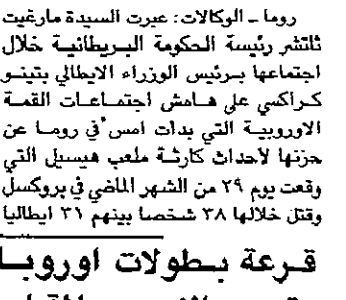 روما ـ الوكالات: عبرت السيدة مارغيت
ثاتشر رئيسة الحكومة البريطانية خلال
اجتماعها برئيس الوزراء الايطالي بتينو
كراكسي على هامش اجتماعات القمة
الاوروبية التي بدات امس في روما عن
حزنها لأحداث كارثة ملعب هيسيل التي
وقعت يوم ٢٩ من الشهر الماضي في بروكسل
وقتل خلالها ٣٨ شخصا بينهم ٣١ ايطاليا
قرعة بطولات اوروبا